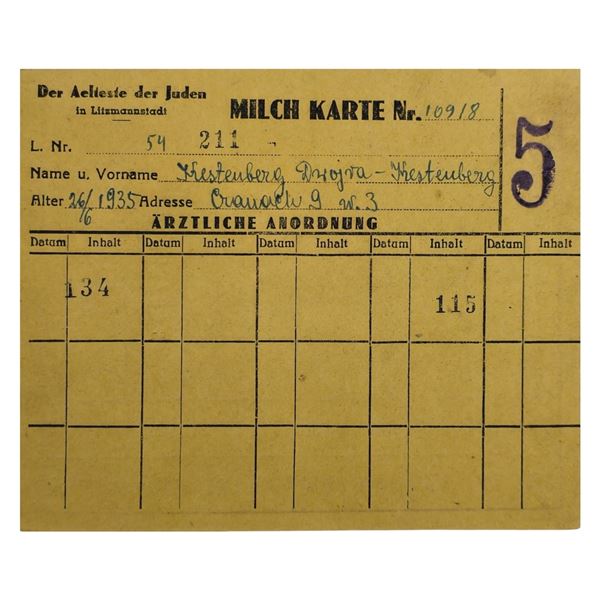 Der Aelteste der Juden
in Litzmannstadt
MILCH KARTE Nr. 10918
5
L. Nr. 54 211
Name u. Vorname Kestenberg Dwojra-Kestenberg
Alter 26/6 1935 Adresse Cranach 9 w. 3
ÄRZTLICHE ANORDNUNG
Datum Inhalt Datum Inhalt Datum Inhalt Datum Inhalt Datum Inhalt
134 115